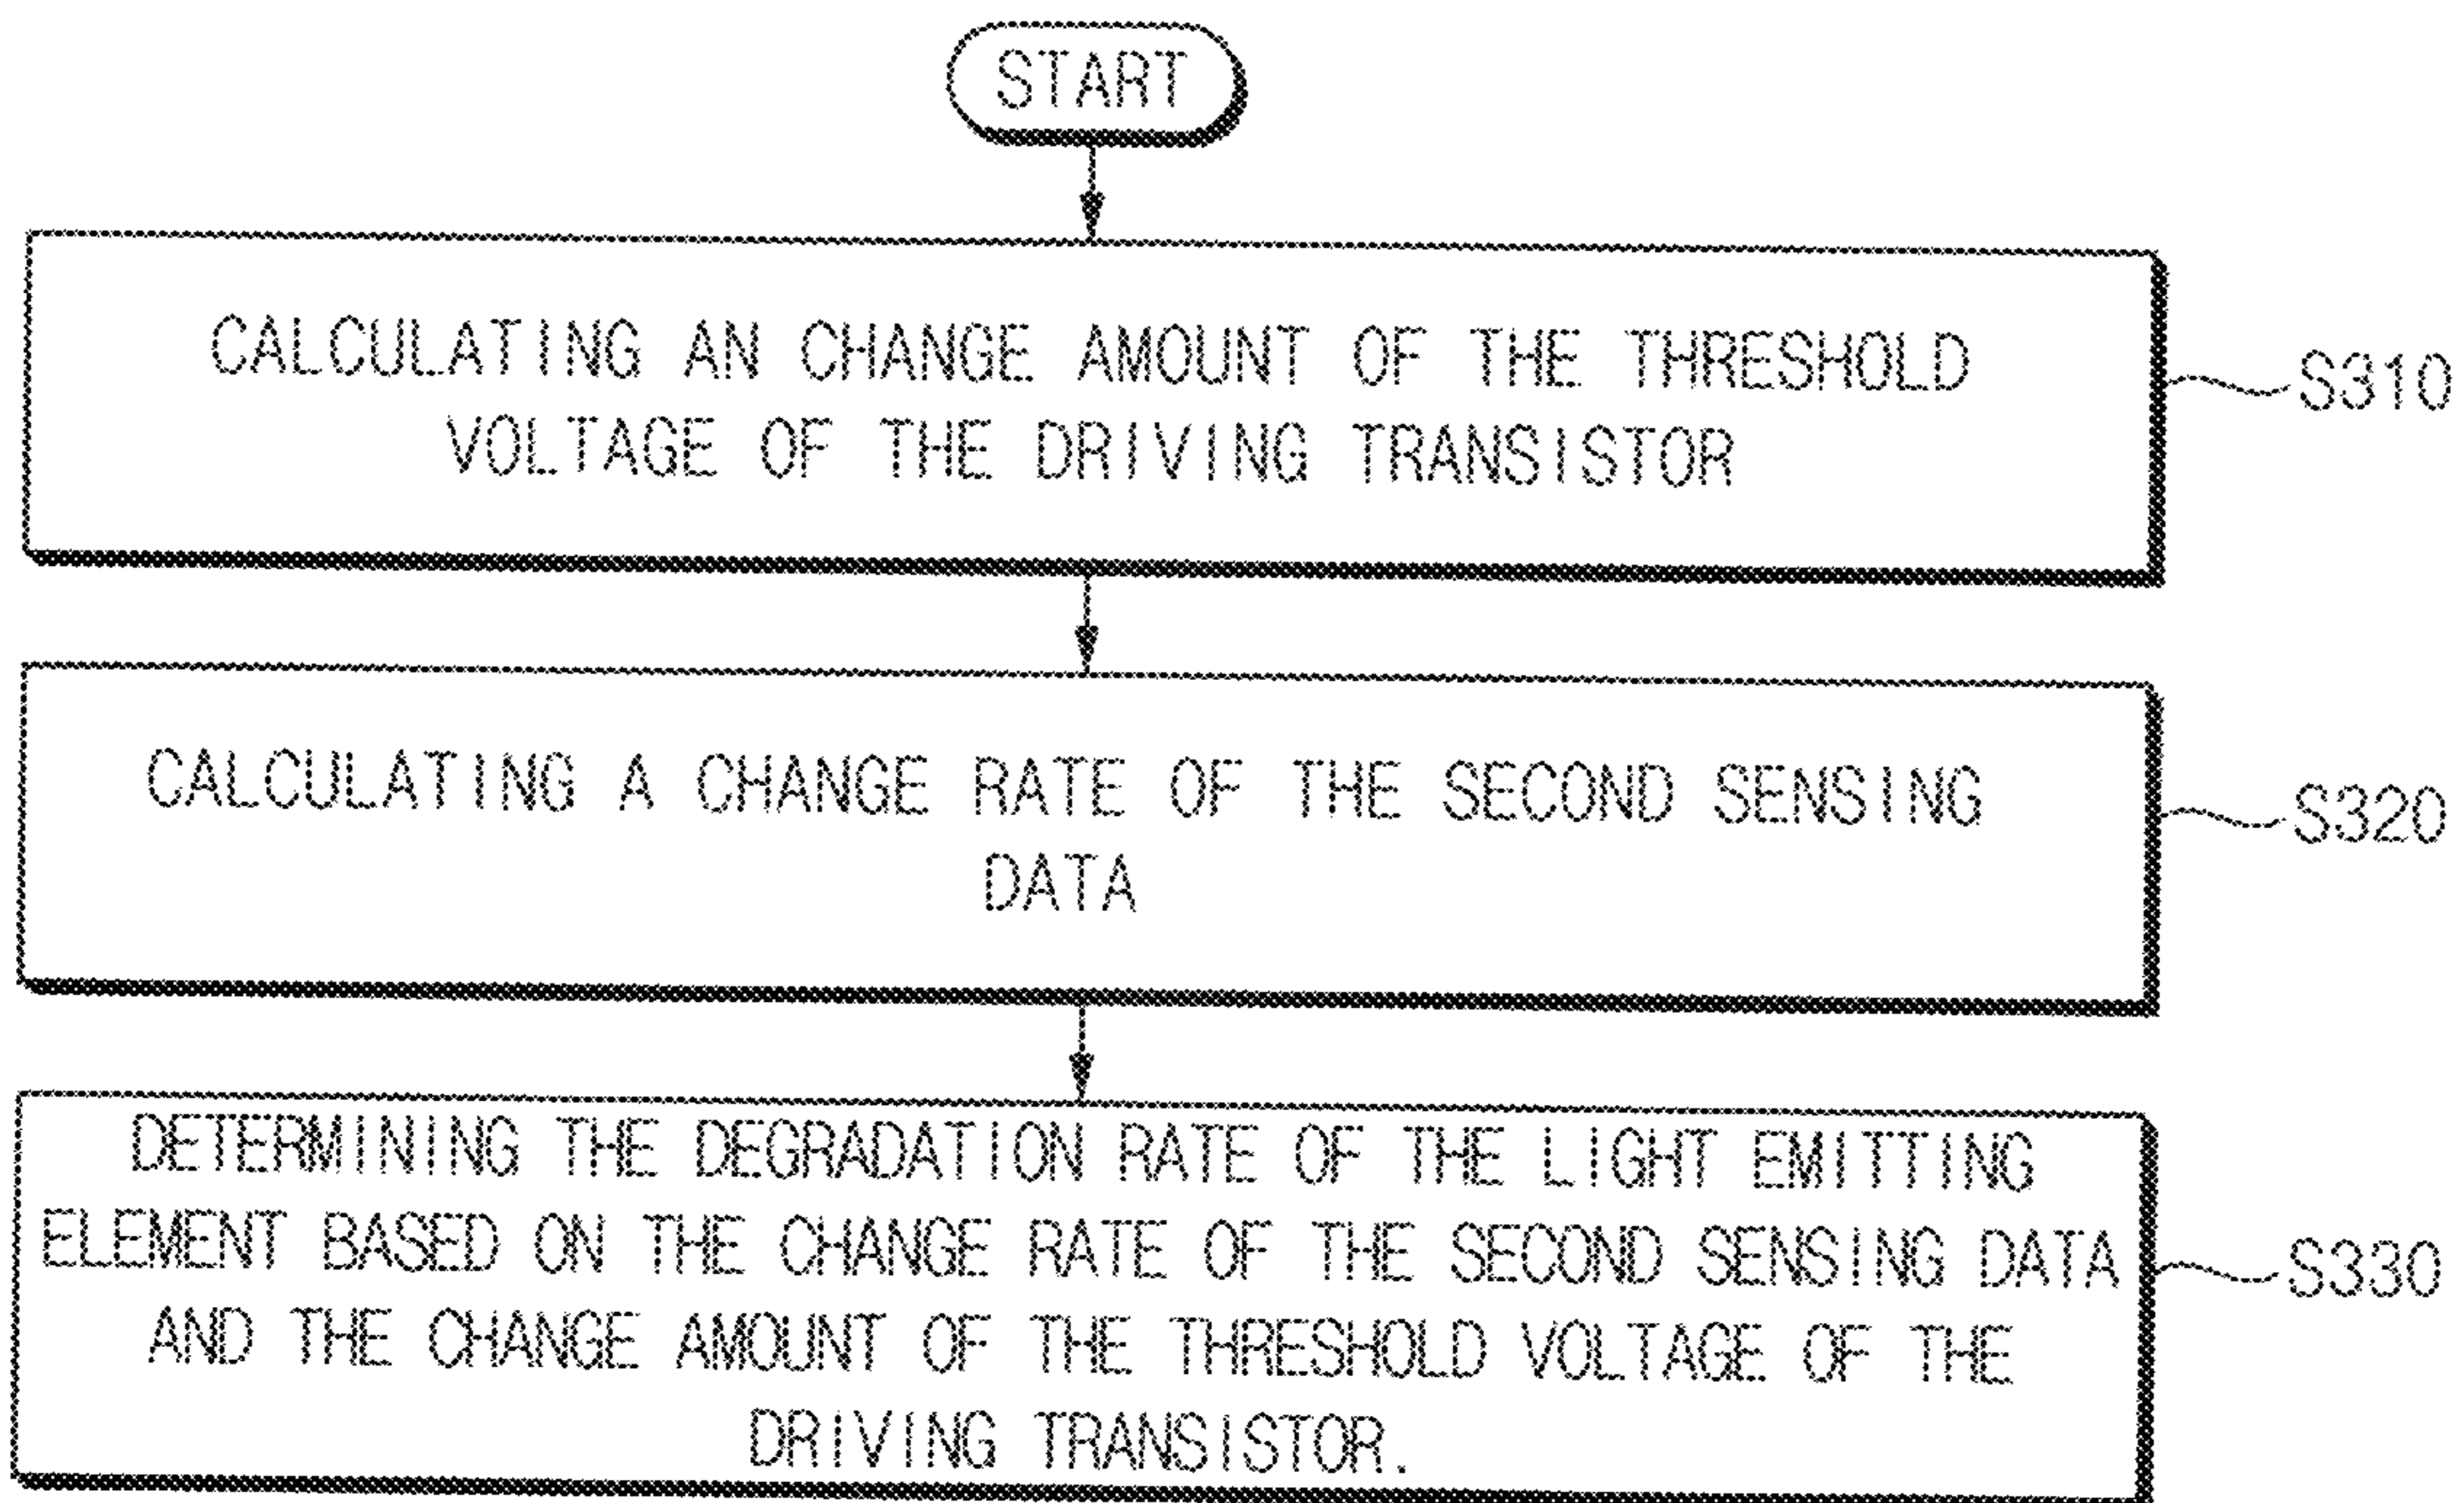 START
CALCULATING AN CHANGE AMOUNT OF THE THRESHOLD
VOLTAGE OF THE DRIVING TRANSISTOR
S310
CALCULATING A CHANGE RATE OF THE SECOND SENSING
DATA
S320
DETERMINING THE DEGRADATION RATE OF THE LIGHT EMITTING
ELEMENT BASED ON THE CHANGE RATE OF THE SECOND SENSING DATA
AND THE CHANGE AMOUNT OF THE THRESHOLD VOLTAGE OF THE
DRIVING TRANSISTOR.
S330